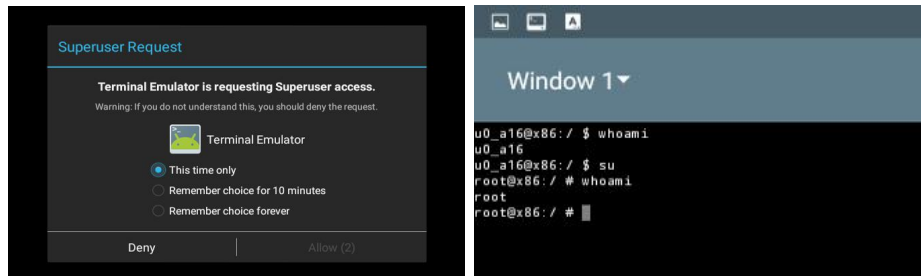 Superuser Request
Terminal Emulator is requesting Superuser access.
Warning: If you do not understand this, you should deny the request.
Terminal Emulator
This time only
Remember choice for 10 minutes
Remember choice forever
Deny
Allow (2)
A
Window 1
u0_a16@x86:/ $ whoami
u0_a16
u0_a16@x86:/ $ su
root@x86:/ # whoami
root
root@x86:/ #